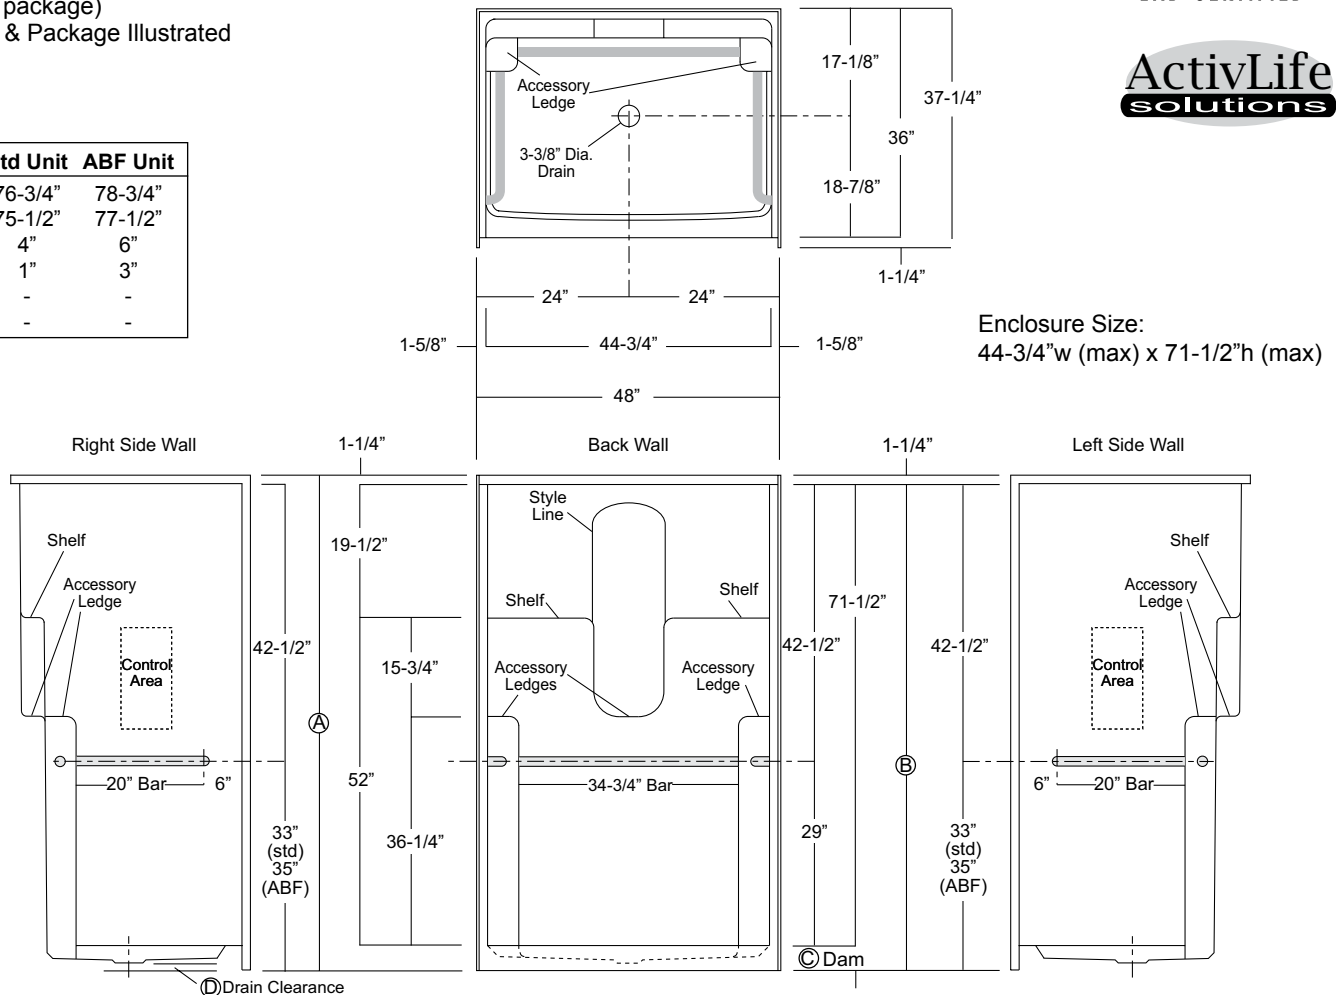 package)
& Package Illustrated
ActivLife
solutions
td Unit ABF Unit
76-3/4” 78-3/4”
75-1/2” 77-1/2”
4” 6”
1” 3”
- -
- -
Accessory
Ledge
3-3/8” Dia.
Drain
17-1/8”
37-1/4”
36”
18-7/8”
1-1/4”
24” 24”
1-5/8” 44-3/4” 1-5/8”
48”
Enclosure Size:
44-3/4”w (max) x 71-1/2”h (max)
Right Side Wall
1-1/4”
Back Wall
1-1/4”
Left Side Wall
Shelf
Accessory
Ledge
Control
Area
20” Bar 6”
42-1/2”
33”
(std)
35”
(ABF)
A
19-1/2”
15-3/4”
52”
36-1/4”
D Drain Clearance
Style
Line
Shelf
Shelf
Accessory
Ledges
Accessory
Ledge
34-3/4” Bar
71-1/2”
42-1/2”
29”
B
C Dam
42-1/2”
33”
(std)
35”
(ABF)
Shelf
Accessory
Ledge
Control
Area
6” 20” Bar